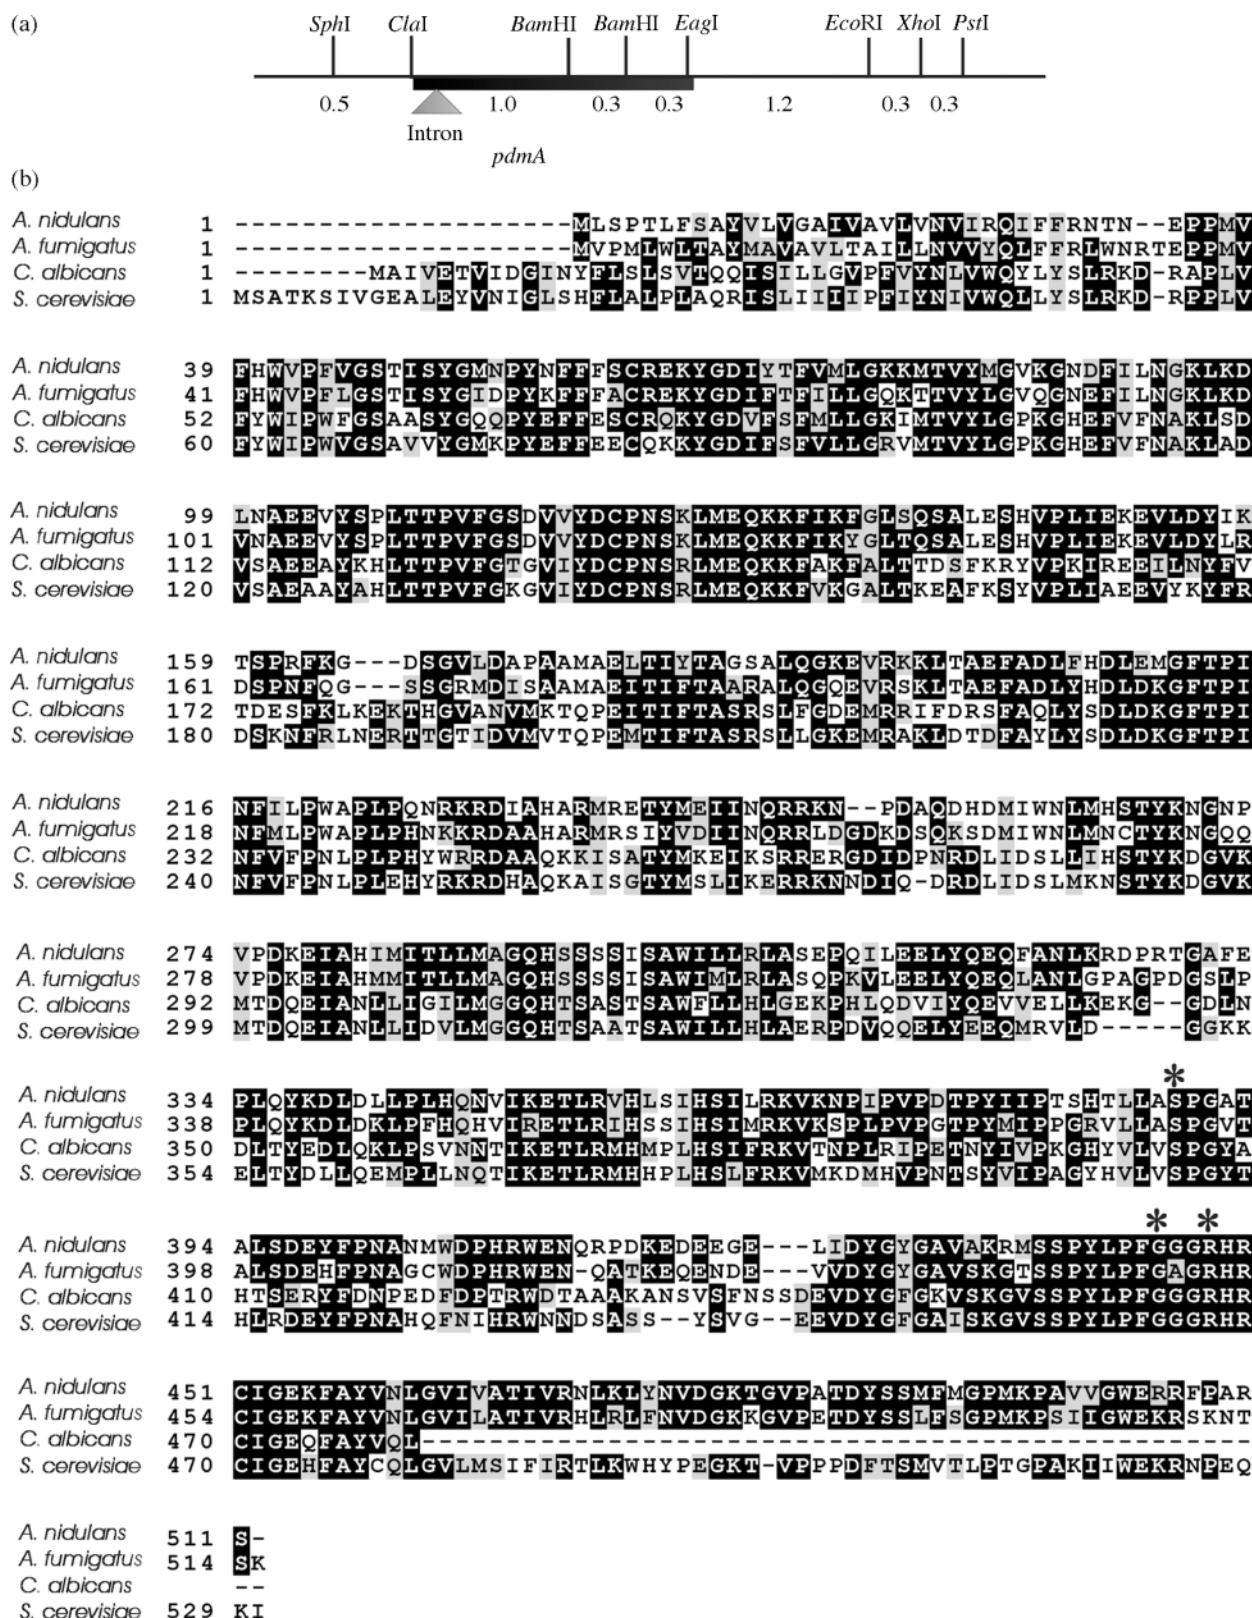 (a)
SphI ClaI BamHI BamHI EagI EcoRI XhoI PstI
0.5 1.0 0.3 0.3 1.2 0.3 0.3
Intron
pdmA
(b)
A. nidulans 1 --------------------MLSPTLFSAYVLVGAIVAVLVNVIRQIFFRNTN--EPPMV
A. fumigatus 1 --------------------MVPMLWLTAYMAVAVLTAILLNVVYQLFFRLWNRTEPPMV
C. albicans 1 --------MAIVETVIDGINYFLSLSVTQQISILLGVPFVYNLVWQYLYSLRKD-RAPLV
S. cerevisiae 1 MSATKSIVGEALEYVNIGLSHFLALPLAQRISLIIIIPFIYNIVWQLLYSLRKD-RPPLV
A. nidulans 39 FHWVPFVGSTISYGMNPYNFFFSCREKYGDIYTFVMLGKKMTVYMGVKGNDFILNGKLKD
A. fumigatus 41 FHWVPFLGSTISYGIDPYKFFFACREKYGDIFTFILLGQKTTVYLGVQGNEFILNGKLKD
C. albicans 52 FYWIPWFGSAASYGQQPYEFFESCRQKYGDVFSFMLLGKIMTVYLGPKGHEFVFNAKLSD
S. cerevisiae 60 FYWIPWVGSAVVYGMKPYEFFEECQKKYGDIFSFVLLGRVMTVYLGPKGHEFVFNAKLAD
A. nidulans 99 LNAEEVYSPLTTPVFGSDVVYDCPNSKLMEQKKFIKFGLSQSALESHVPLIEKEVLDYIK
A. fumigatus 101 VNAEEVYSPLTTPVFGSDVVYDCPNSKLMEQKKFIKYGLTQSALESHVPLIEKEVLDYLR
C. albicans 112 VSAEEAYKHLTTPVFGTGVIYDCPNSRLMEQKKFAKFALTTDSFKRYVPKIREEILNYFV
S. cerevisiae 120 VSAEAAYAHLTTPVFGKGVIYDCPNSRLMEQKKFVKGALTKEAFKSYVPLIAEEVYKYFR
A. nidulans 159 TSPRFKG---DSGVLDAPAAMAELTIYTAGSALQGKEVRKKLTAEFADLFHDLEMGFTPI
A. fumigatus 161 DSPNFQG---SSGRMDISAAMAEITIFTAARALQGQEVRSKLTAEFADLYHDLDKGFTPI
C. albicans 172 TDESFKLKEKTHGVANVMKTQPEITIFTASRSLFGDEMRRIFDRSFAQLYSDLDKGFTPI
S. cerevisiae 180 DSKNFRLNERTTGTIDVMVTQPEMTIFTASRSLLGKEMRAKLDTDFAYLYSDLDKGFTPI
A. nidulans 216 NFILPWAPLPQNRKRDIAHARMRETYMEIINQRRKN--PDAQDHDMIWNLMHSTYKNGNP
A. fumigatus 218 NFMLPWAPLPHNKKRDAAHARMRSIYVDIINQRRLDGDKDSQKSDMIWNLMNCTYKNGQQ
C. albicans 232 NFVFPNLPLPHYWRRDAAQKKISATYMKEIKSRRERGDIDPNRDLIDSLLIHSTYKDGVK
S. cerevisiae 240 NFVFPNLPLEHYRKRDHAQKAISGTYMSLIKERRKNNDIQ-DRDLIDSLMKNSTYKDGVK
A. nidulans 274 VPDKEIAHIMITLLMAGQHSSSSISAWILLRLASEPQILEELYQEQFANLKRDPRTGAFE
A. fumigatus 278 VPDKEIAHMMITLLMAGQHSSSSISAWIMLRLASQPKVLEELYQEQLANLGPAGPDGSLP
C. albicans 292 MTDQEIANLLIGILMGGQHTSASTSAWFLLHLGEKPHLQDVIYQEVVELLKEKG--GDLN
S. cerevisiae 299 MTDQEIANLLIDVLMGGQHTSAATSAWILLHLAERPDVQQELYEEQMRVLD-----GGKK
*
A. nidulans 334 PLQYKDLDLLPLHQNVIKETLRVHLSIHSILRKVKNPIPVPDTPYIIPTSHTLLASPGAT
A. fumigatus 338 PLQYKDLDKLPFHQHVIRETLRIHSSIHSIMRKVKSPLPVPGTPYMIPPGRVLLASPGVT
C. albicans 350 DLTYEDLQKLPSVNNTIKETLRMHMPLHSIFRKVTNPLRIPETNYIVPKGHYVLVSPGYA
S. cerevisiae 354 ELTYDLLQEMPLLNQTIKETLRMHHPLHSLFRKVMKDMHVPNTSYVIPAGYHVLVSPGYT
* *
A. nidulans 394 ALSDEYFPNANMWDPHRWENQRPDKEDEEGE---LIDYGYGAVAKRMSSPYLPFGGGRHR
A. fumigatus 398 ALSDEHFPNAGCWDPHRWEN-QATKEQENDE---VVDYGYGAVSKGTSSPYLPFGAGRHR
C. albicans 410 HTSERYFDNPEDFDPTRWDTAAAKANSVSFNSSDEVDYGFGKVSKGVSSPYLPFGGGRHR
S. cerevisiae 414 HLRDEYFPNAHQFNIHRWNNDSASS--YSVG--EEVDYGFGAISKGVSSPYLPFGGGRHR
A. nidulans 451 CIGEKFAYVNLGVIVATIVRNLKLYNVDGKTGVPATDYSSMFMGPMKPAVVGWERRFPAR
A. fumigatus 454 CIGEKFAYVNLGVILATIVRHLRLFNVDGKKGVPETDYSSLFSGPMKPSIIGWEKRSKNT
C. albicans 470 CIGEQFAYVQL-------------------------------------------------
S. cerevisiae 470 CIGEHFAYCQLGVLMSIFIRTLKWHYPEGKT-VPPPDFTSMVTLPTGPAKIIWEKRNPEQ
A. nidulans 511 S-
A. fumigatus 514 SK
C. albicans --
S. cerevisiae 529 KI